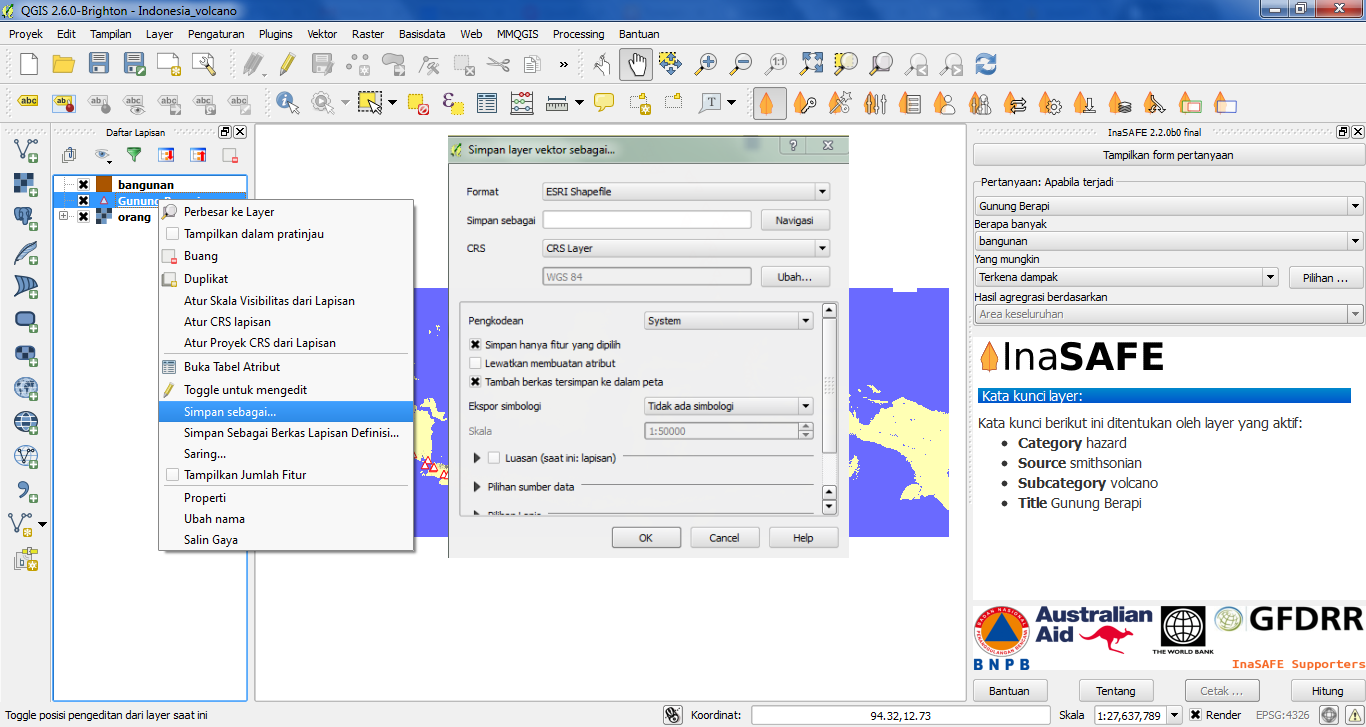 QGIS 2.6.0-Brighton - Indonesia_volcano
Proyek Edit Tampilan Layer Pengaturan Plugins Vektor Raster Basisdata Web MMQGIS Processing Bantuan
»
1:1
abc abc abc abc abc abc abc
T
Daftar Lapisan
bangunan
Gunung
orang
Perbesar ke Layer
Tampilkan dalam pratinjau
Buang
Duplikat
Atur Skala Visibilitas dari Lapisan
Atur CRS lapisan
Atur Proyek CRS dari Lapisan
Buka Tabel Atribut
Toggle untuk mengedit
Simpan sebagai...
Simpan Sebagai Berkas Lapisan Definisi...
Saring...
Tampilkan Jumlah Fitur
Properti
Ubah nama
Salin Gaya
Simpan layer vektor sebagai...
Format ESRI Shapefile
Simpan sebagai Navigasi
CRS CRS Layer
WGS 84 Ubah...
Pengkodean System
Simpan hanya fitur yang dipilih
Lewatkan membuatan atribut
Tambah berkas tersimpan ke dalam peta
Ekspor simbologi Tidak ada simbologi
Skala 1:50000
Luasan (saat ini: lapisan)
Pilihan sumber data
OK Cancel Help
InaSAFE 2.2.0b0 final
Tampilkan form pertanyaan
Pertanyaan: Apabila terjadi
Gunung Berapi
Berapa banyak
bangunan
Yang mungkin
Terkena dampak Pilihan ...
Hasil agregrasi berdasarkan
Area keseluruhan
InaSAFE
Kata kunci layer:
Kata kunci berikut ini ditentukan oleh layer yang aktif:
Category hazard
Source smithsonian
Subcategory volcano
Title Gunung Berapi
BNPB
Australian
Aid
THE WORLD BANK
GFDRR
InaSAFE Supporters
Bantuan Tentang Cetak ... Hitung
Toggle posisi pengeditan dari layer saat ini
Koordinat: 94.32,12.73 Skala 1:27,637,789 Render EPSG:4326